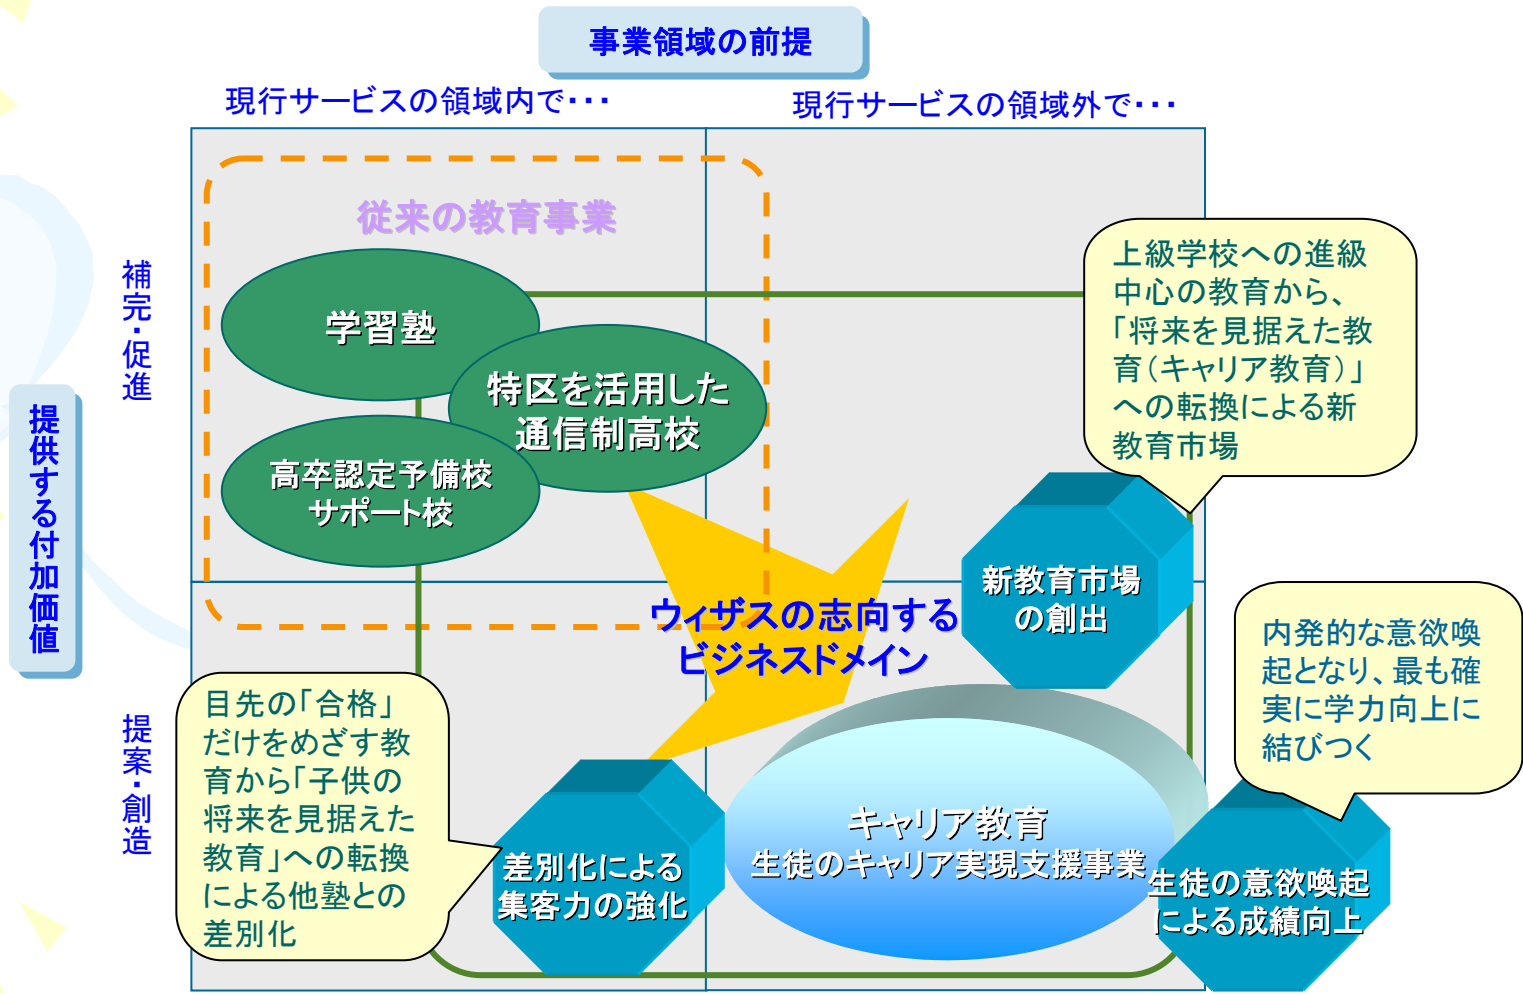 事業領域の前提
現行サービスの領域内で・・・
現行サービスの領域外で・・・
従来の教育事業
補完・促進
学習塾
特区を活用した
通信制高校
高卒認定予備校
サポート校
上級学校への進級
中心の教育から、
「将来を見据えた教
育（キャリア教育）」
への転換による新
教育市場
提供する付加価値
新教育市場
の創出
ウィザスの志向する
ビジネスドメイン
内発的な意欲喚
起となり、最も確
実に学力向上に
結びつく
提案・創造
目先の「合格」
だけをめざす教
育から「子供の
将来を見据えた
教育」への転換
による他塾との
差別化
差別化による
集客力の強化
キャリア教育
生徒のキャリア実現支援事業
生徒の意欲喚起
による成績向上